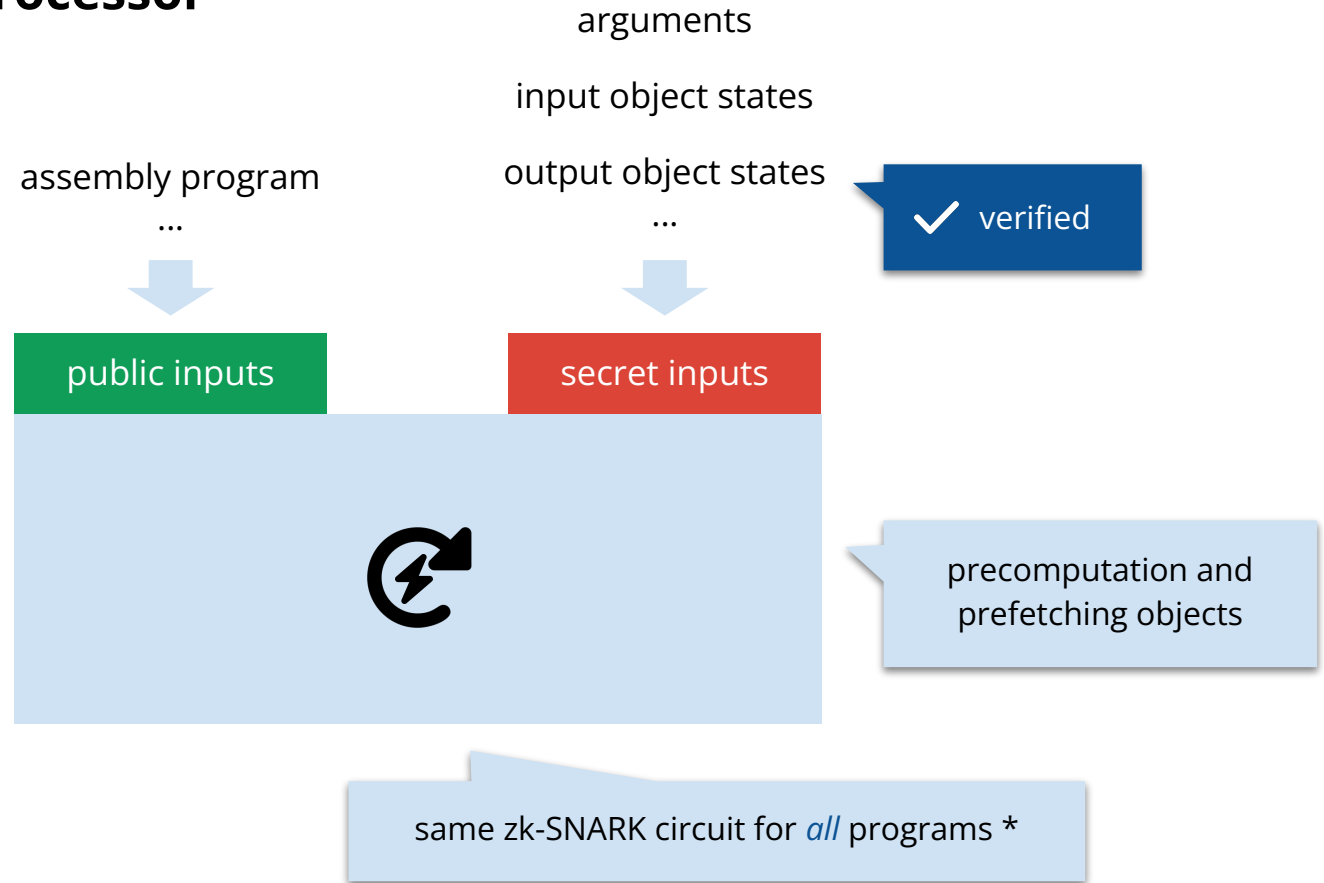 arguments
input object states
assembly program
...
output object states
...
verified
public inputs
secret inputs
precomputation and
prefetching objects
same zk-SNARK circuit for all programs *